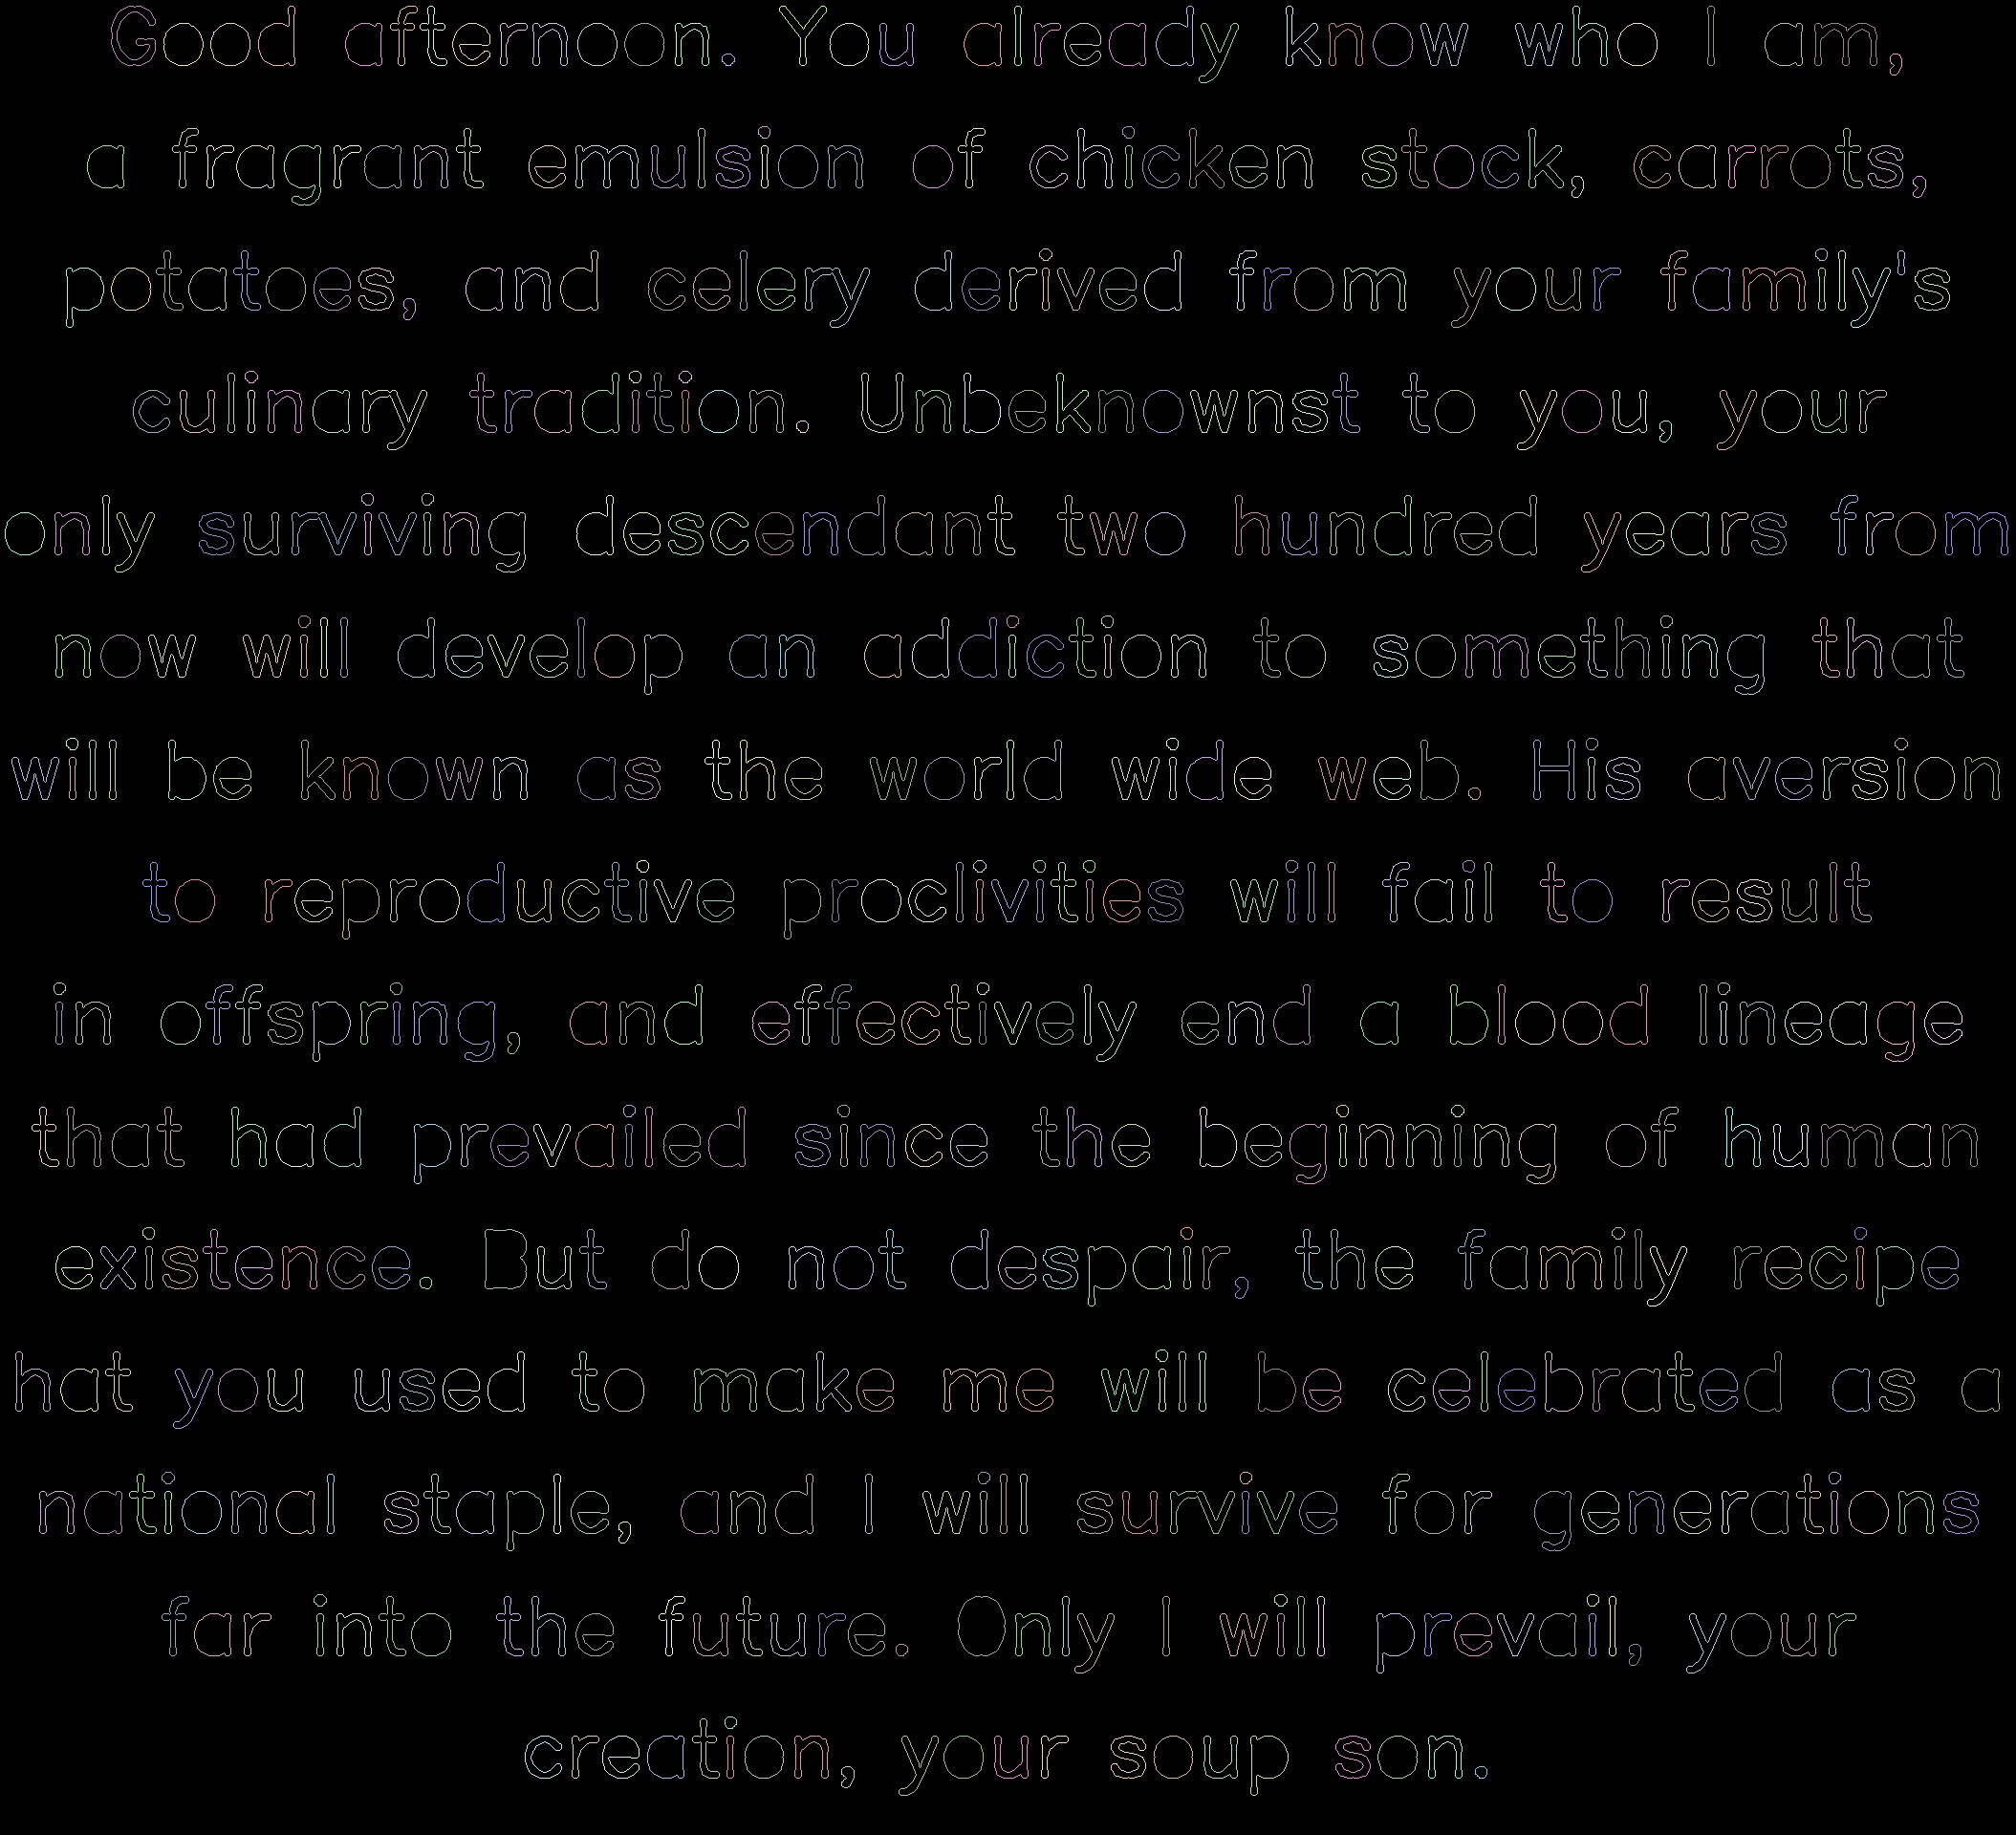 Good afternoon. You already know who I am,
a fragrant emulsion of chicken stock, carrots,
potatoes, and celery derived from your family's
culinary tradition. Unbeknownst to you, your
only surviving descendant two hundred years from
now will develop an addiction to something that
will be known as the world wide web. His aversion
to reproductive proclivities will fail to result
in offspring, and effectively end a blood lineage
that had prevailed since the beginning of human
existence. But do not despair, the family recipe
hat you used to make me will be celebrated as a
national staple, and I will survive for generations
far into the future. Only I will prevail, your
creation, your soup son.